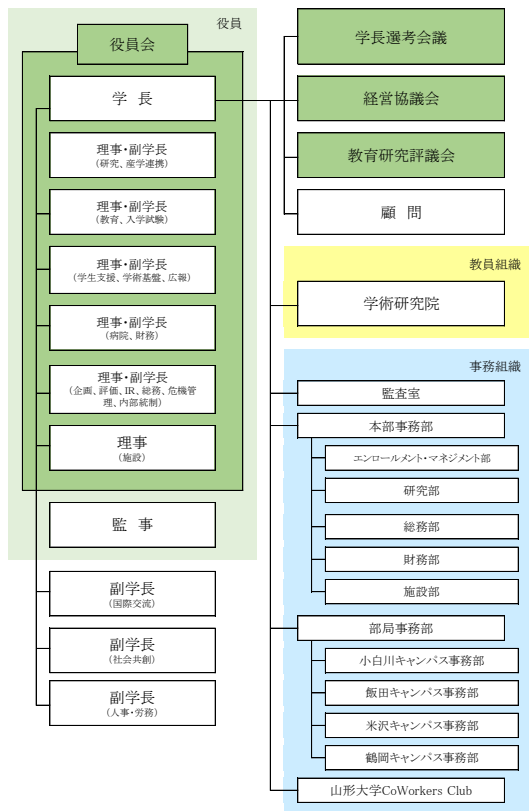 役員
役員会
学 長
理事・副学長
(研究、産学連携)
理事・副学長
(教育、入学試験)
理事・副学長
(学生支援、学術基盤、広報)
理事・副学長
(病院、財務)
理事・副学長
(企画、評価、IR、総務、危機管
理、内部統制)
理事
(施設)
監 事
副学長
(国際交流)
副学長
(社会共創)
副学長
(人事・労務)
学長選考会議
経営協議会
教育研究評議会
顧 問
教員組織
学術研究院
事務組織
監査室
本部事務部
エンロールメント・マネジメント部
研究部
総務部
財務部
施設部
部局事務部
小白川キャンパス事務部
飯田キャンパス事務部
米沢キャンパス事務部
鶴岡キャンパス事務部
山形大学CoWorkers Club